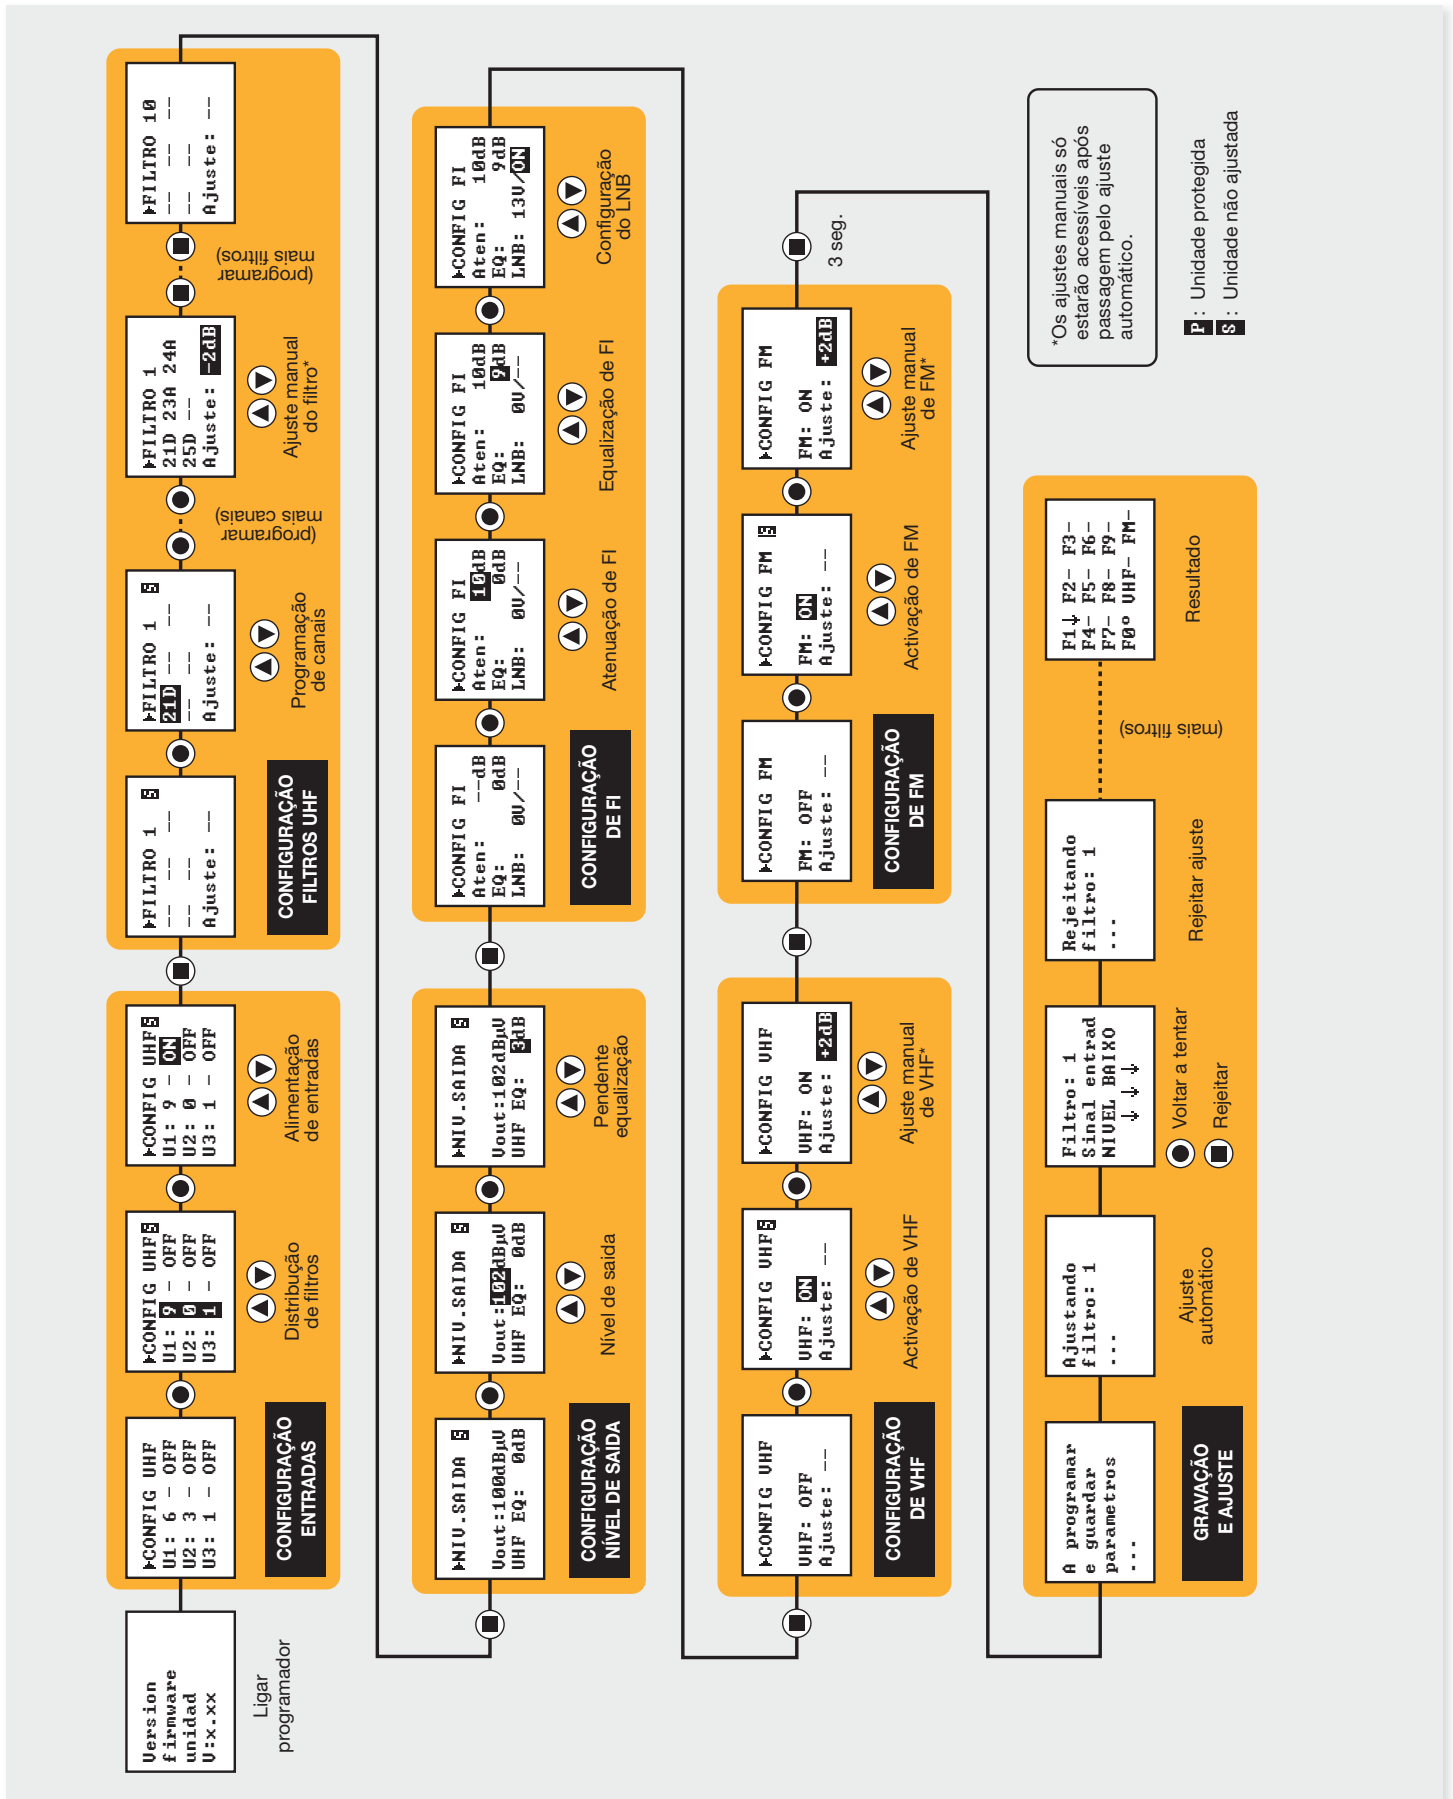 Version
firmware
unidad
V:x.xx
Ligar
programador
▶CONFIG UHF
U1: 6 - OFF
U2: 3 - OFF
U3: 1 - OFF
CONFIGURAÇÃO
ENTRADAS
▶CONFIG UHF S
U1: 9 - OFF
U2: 0 - OFF
U3: 1 - OFF
Distribução
de filtros
▶CONFIG UHF S
U1: 9 - ON
U2: 0 - OFF
U3: 1 - OFF
Alimentação
de entradas
▶FILTRO 1 S
-- -- --
-- -- --
Ajuste: --
CONFIGURAÇÃO
FILTROS UHF
▶FILTRO 1 S
21D -- --
-- -- --
Ajuste: --
Programação
de canais
(programar
mais canais)
▶FILTRO 1
21D 23A 24A
25D --
Ajuste: -2dB
Ajuste manual
do filtro*
(programar
mais filtros)
▶FILTRO 10
-- -- --
-- -- --
Ajuste: --
▶NIV.SAIDA S
Vout:100dBµV
UHF EQ: 0dB
CONFIGURAÇÃO
NÍVEL DE SAIDA
▶NIV.SAIDA S
Vout:102dBµV
UHF EQ: 0dB
Nível de saida
▶NIV.SAIDA S
Vout:102dBµV
UHF EQ: 3dB
Pendente
equalização
▶CONFIG FI
Aten: --dB
EQ: 0dB
LNB: 0V/--
CONFIGURAÇÃO
DE FI
▶CONFIG FI
Aten: 10dB
EQ: 0dB
LNB: 0V/--
Atenuação de FI
▶CONFIG FI
Aten: 10dB
EQ: 9dB
LNB: 0V/--
Equalização de FI
▶CONFIG FI
Aten: 10dB
EQ: 9dB
LNB: 13V/ON
Configuração
do LNB
▶CONFIG VHF
VHF: OFF
Ajuste: --
CONFIGURAÇÃO
DE VHF
▶CONFIG VHF S
VHF: ON
Ajuste: --
Activação de VHF
▶CONFIG VHF
VHF: ON
Ajuste: +2dB
Ajuste manual
de VHF*
▶CONFIG FM
FM: OFF
Ajuste: --
CONFIGURAÇÃO
DE FM
▶CONFIG FM S
FM: ON
Ajuste: --
Activação de FM
▶CONFIG FM
FM: ON
Ajuste: +2dB
Ajuste manual
de FM*
3 seg.
A programar
e guardar
parametros
...
GRAVAÇÃO
E AJUSTE
Ajustando
filtro: 1
...
Ajuste
automático
Filtro: 1
Sinal entrad
NIVEL BAIXO
↓ ↓ ↓
Voltar a tentar
Rejeitar
Rejeitando
filtro: 1
...
Rejeitar ajuste
(mais filtros)
F1↓ F2- F3-
F4- F5- F6-
F7- F8- F9-
F0º VHF- FM-
Resultado
*Os ajustes manuais só
estarão acessíveis após
passagem pelo ajuste
automático.
P : Unidade protegida
S : Unidade não ajustada